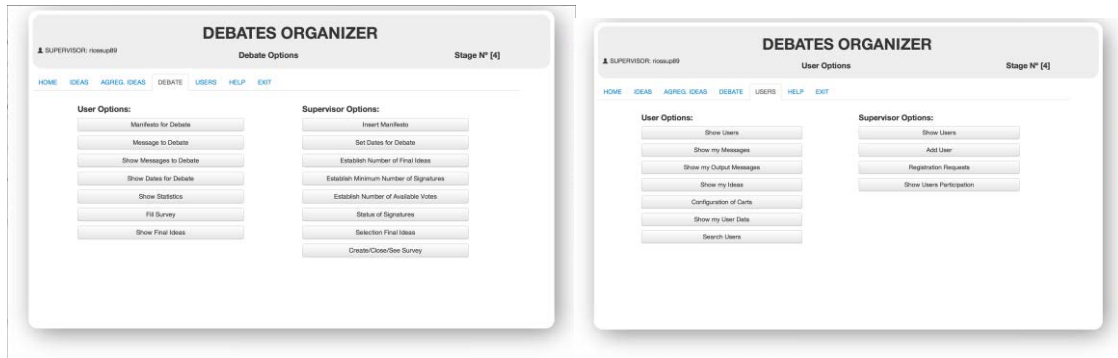 DEBATES ORGANIZER
SUPERVISOR: riossup89
Debate Options
Stage Nº [4]
HOME IDEAS AGREG. IDEAS DEBATE USERS HELP EXIT
User Options:
Manifesto for Debate
Message to Debate
Show Messages to Debate
Show Dates for Debate
Show Statistics
Fill Survey
Show Final Ideas
Supervisor Options:
Insert Manifesto
Set Dates for Debate
Establish Number of Final Ideas
Establish Minimum Number of Signatures
Establish Number of Available Votes
Status of Signatures
Selection Final Ideas
Create/Close/See Survey
DEBATES ORGANIZER
SUPERVISOR: riossup89
User Options
Stage Nº [4]
HOME IDEAS AGREG. IDEAS DEBATE USERS HELP EXIT
User Options:
Show Users
Show my Messages
Show my Output Messages
Show my Ideas
Configuration of Carts
Show my User Data
Search Users
Supervisor Options:
Show Users
Add User
Registration Requests
Show Users Participation